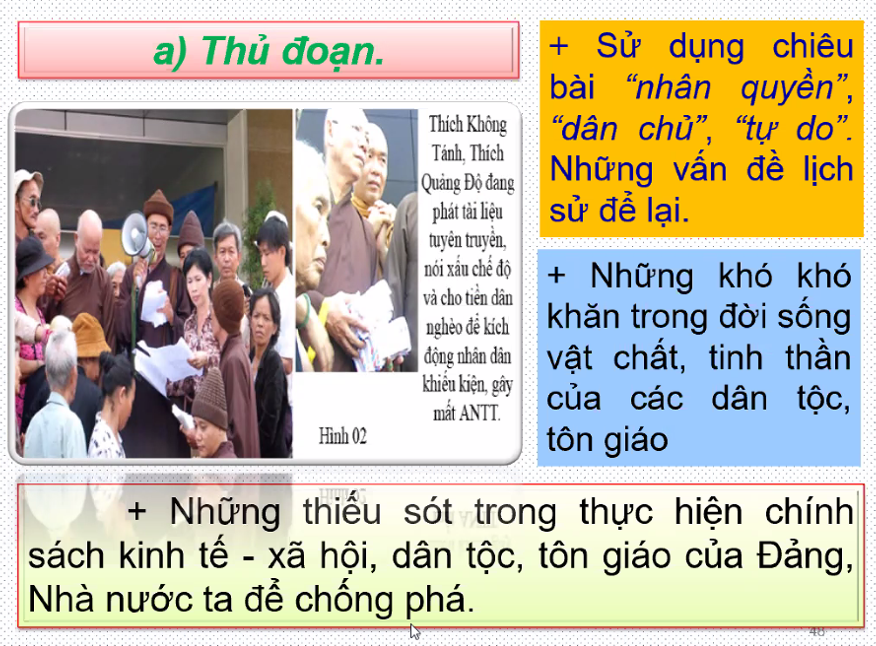 a) Thủ đoạn.
+ Sử dụng chiêu
bài “nhân quyền”,
“dân chủ”, “tự do”.
Những vấn đề lịch
sử để lại.
Thích Không
Tánh, Thích
Quảng Độ đang
phát tài liệu
tuyên truyền,
nói xấu chế độ
và cho tiền dân
nghèo để kích
động nhân dân
khiếu kiện, gây
mất ANTT.
Hình 02
+ Những khó khó
khăn trong đời sống
vật chất, tinh thần
của các dân tộc,
tôn giáo
+ Những thiếu sót trong thực hiện chính
sách kinh tế - xã hội, dân tộc, tôn giáo của Đảng,
Nhà nước ta để chống phá.
48